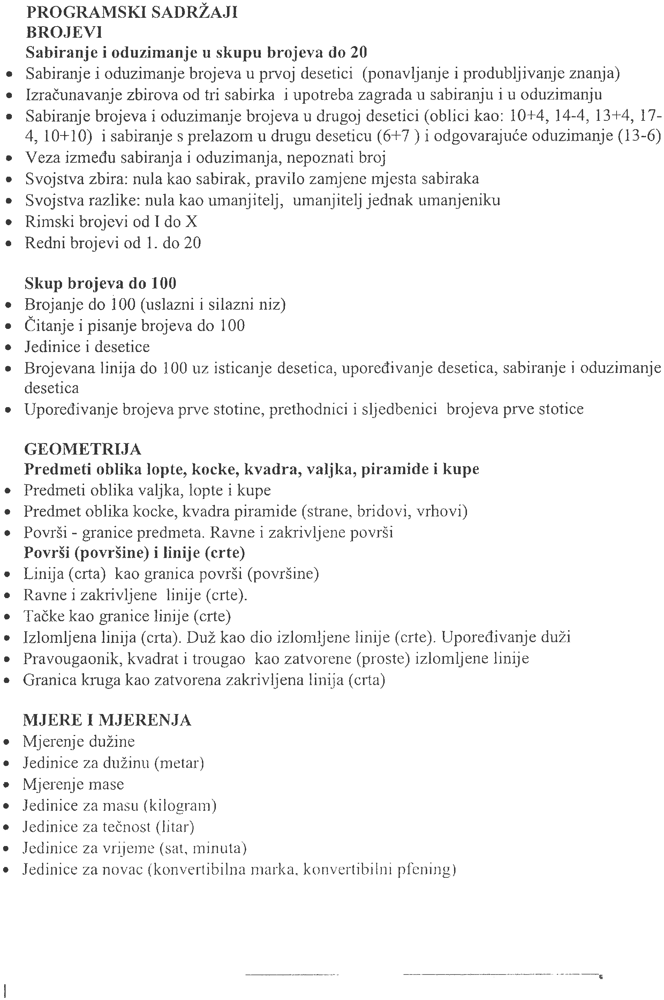 PROGRAMSKI SADRŽAJI
BROJEVI
Sabiranje i oduzimanje u skupu brojeva do 20
• Sabiranje i oduzimanje brojeva u prvoj desetici (ponavljanje i produbljivanje znanja)
• Izračunavanje zbirova od tri sabirka i upotreba zagrada u sabiranju i u oduzimanju
• Sabiranje brojeva i oduzimanje brojeva u drugoj desetici (oblici kao: 10+4, 14-4, 13+4, 17-
4, 10+10) i sabiranje s prelazom u drugu deseticu (6+7 ) i odgovarajuće oduzimanje (13-6)
• Veza između sabiranja i oduzimanja, nepoznati broj
• Svojstva zbira: nula kao sabirak, pravilo zamjene mjesta sabiraka
• Svojstva razlike: nula kao umanjitelj, umanjitelj jednak umanjeniku
• Rimski brojevi od I do X
• Redni brojevi od 1. do 20
Skup brojeva do 100
• Brojanje do 100 (uslazni i silazni niz)
• Čitanje i pisanje brojeva do 100
• Jedinice i desetice
• Brojevana linija do 100 uz isticanje desetica, upoređivanje desetica, sabiranje i oduzimanje
desetica
• Upoređivanje brojeva prve stotine, prethodnici i sljedbenici brojeva prve stotice
GEOMETRIJA
Predmeti oblika lopte, kocke, kvadra, valjka, piramide i kupe
• Predmeti oblika valjka, lopte i kupe
• Predmet oblika kocke, kvadra piramide (strane, bridovi, vrhovi)
• Površi - granice predmeta. Ravne i zakrivljene površi
Površi (površine) i linije (crte)
• Linija (crta) kao granica površi (površine)
• Ravne i zakrivljene linije (crte).
• Tačke kao granice linije (crte)
• Izlomljena linija (crta). Duž kao dio izlomljene linije (crte). Upoređivanje duži
• Pravougaonik, kvadrat i trougao kao zatvorene (proste) izlomljene linije
• Granica kruga kao zatvorena zakrivljena linija (crta)
MJERE I MJERENJA
• Mjerenje dužine
• Jedinice za dužinu (metar)
• Mjerenje mase
• Jedinice za masu (kilogram)
• Jedinice za tečnost (litar)
• Jedinice za vrijeme (sat, minuta)
• Jedinice za novac (konvertibilna marka, konvertibilni pfening)